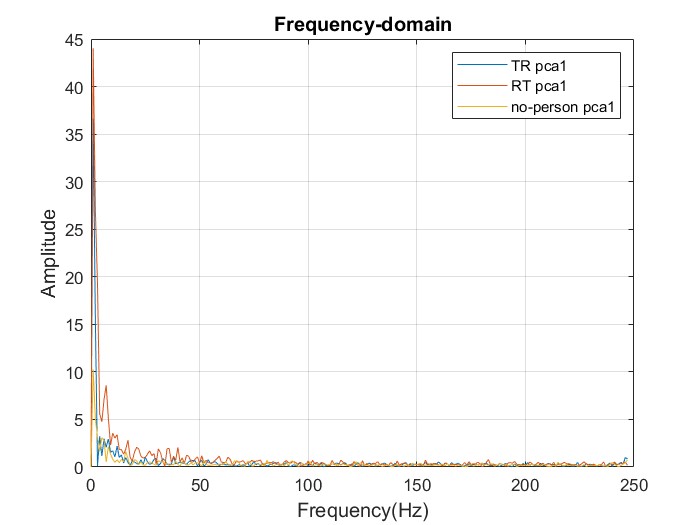 Frequency-domain
45
40
35
30
25
20
15
10
5
0
Amplitude
TR pca1
RT pca1
no-person pca1
0 50 100 150 200 250
Frequency(Hz)